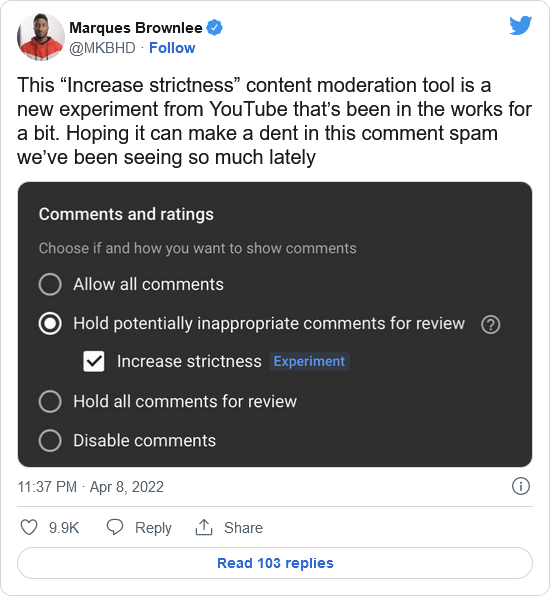 Marques Brownlee
@MKBHD · Follow
This “Increase strictness” content moderation tool is a
new experiment from YouTube that’s been in the works for
a bit. Hoping it can make a dent in this comment spam
we’ve been seeing so much lately
Comments and ratings
Choose if and how you want to show comments
Allow all comments
Hold potentially inappropriate comments for review ?
Increase strictness Experiment
Hold all comments for review
Disable comments
11:37 PM · Apr 8, 2022
9.9K Reply Share
Read 103 replies